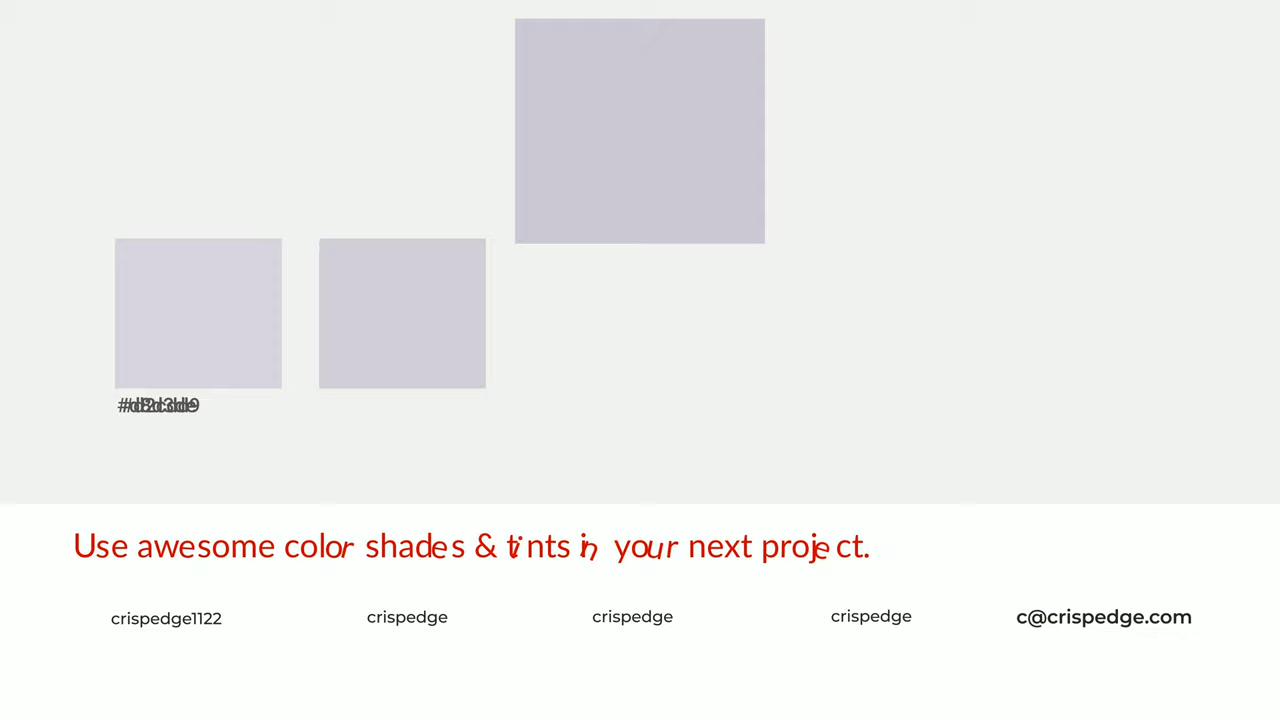 Use awesome color shades & tints in your next project.
crispedge1122 crispedge crispedge crispedge c@crispedge.com